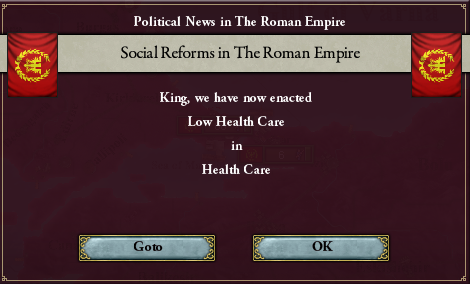 Political News in The Roman Empire
Social Reforms in The Roman Empire
King, we have now enacted
Low Health Care
in
Health Care
Goto
OK